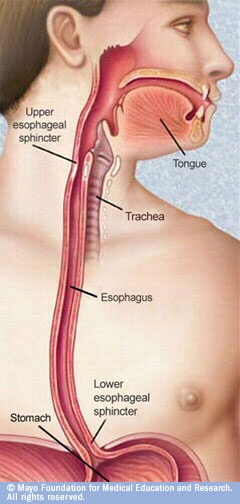 Upper
esophageal
sphincter
Tongue
Trachea
Esophagus
Lower
esophageal
sphincter
Stomach
© Mayo Foundation for Medical Education and Research.
All rights reserved.